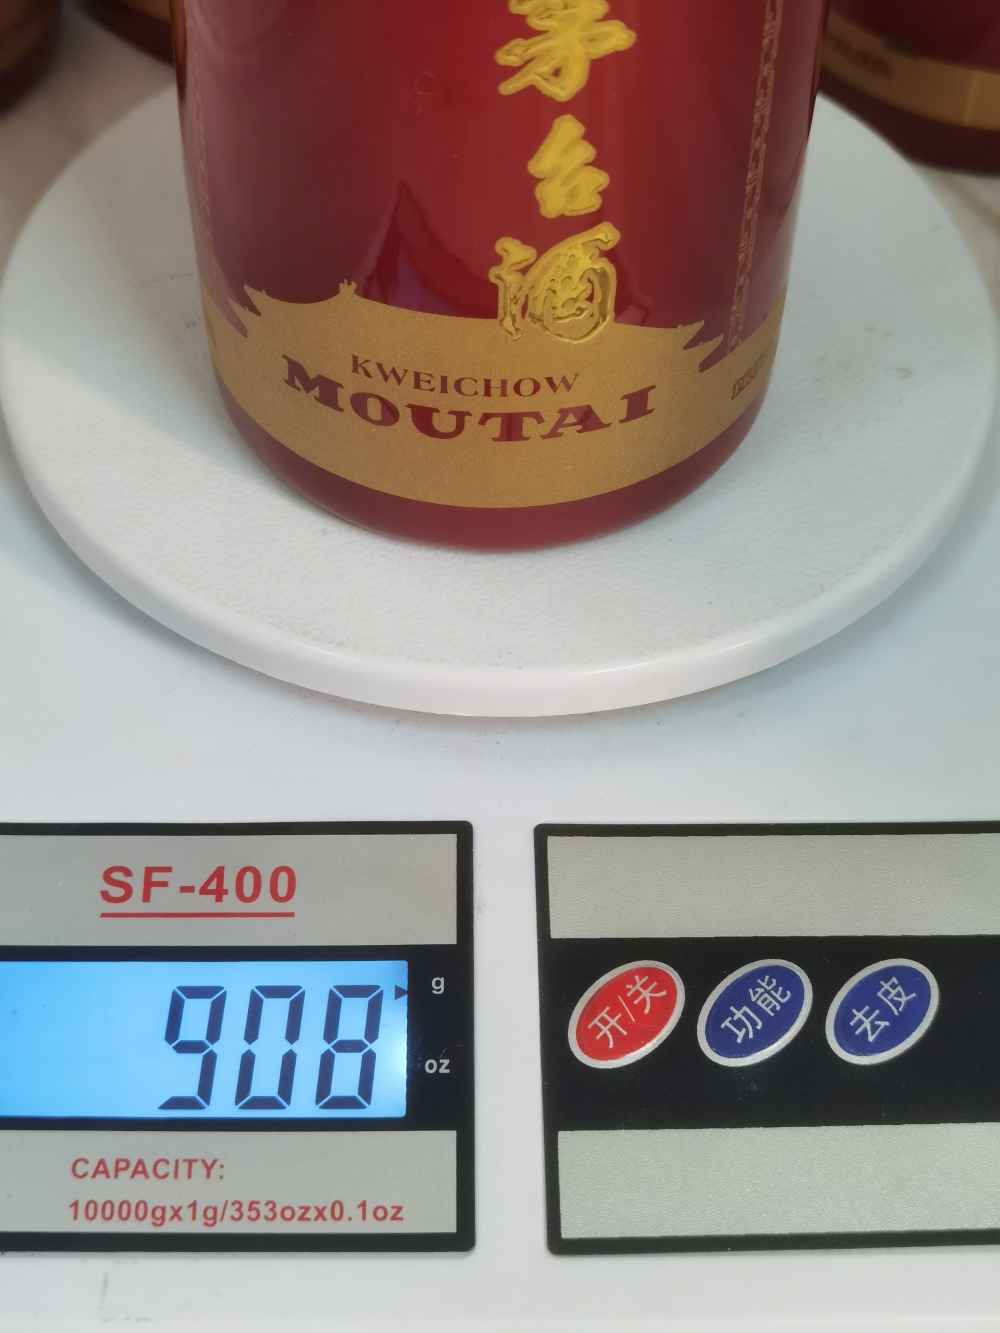 茅
台
酒
KWEICHOW
MOUTAI
SF-400
g
908
oz
开/关
功能
去皮
CAPACITY:
10000gx1g/353ozx0.1oz